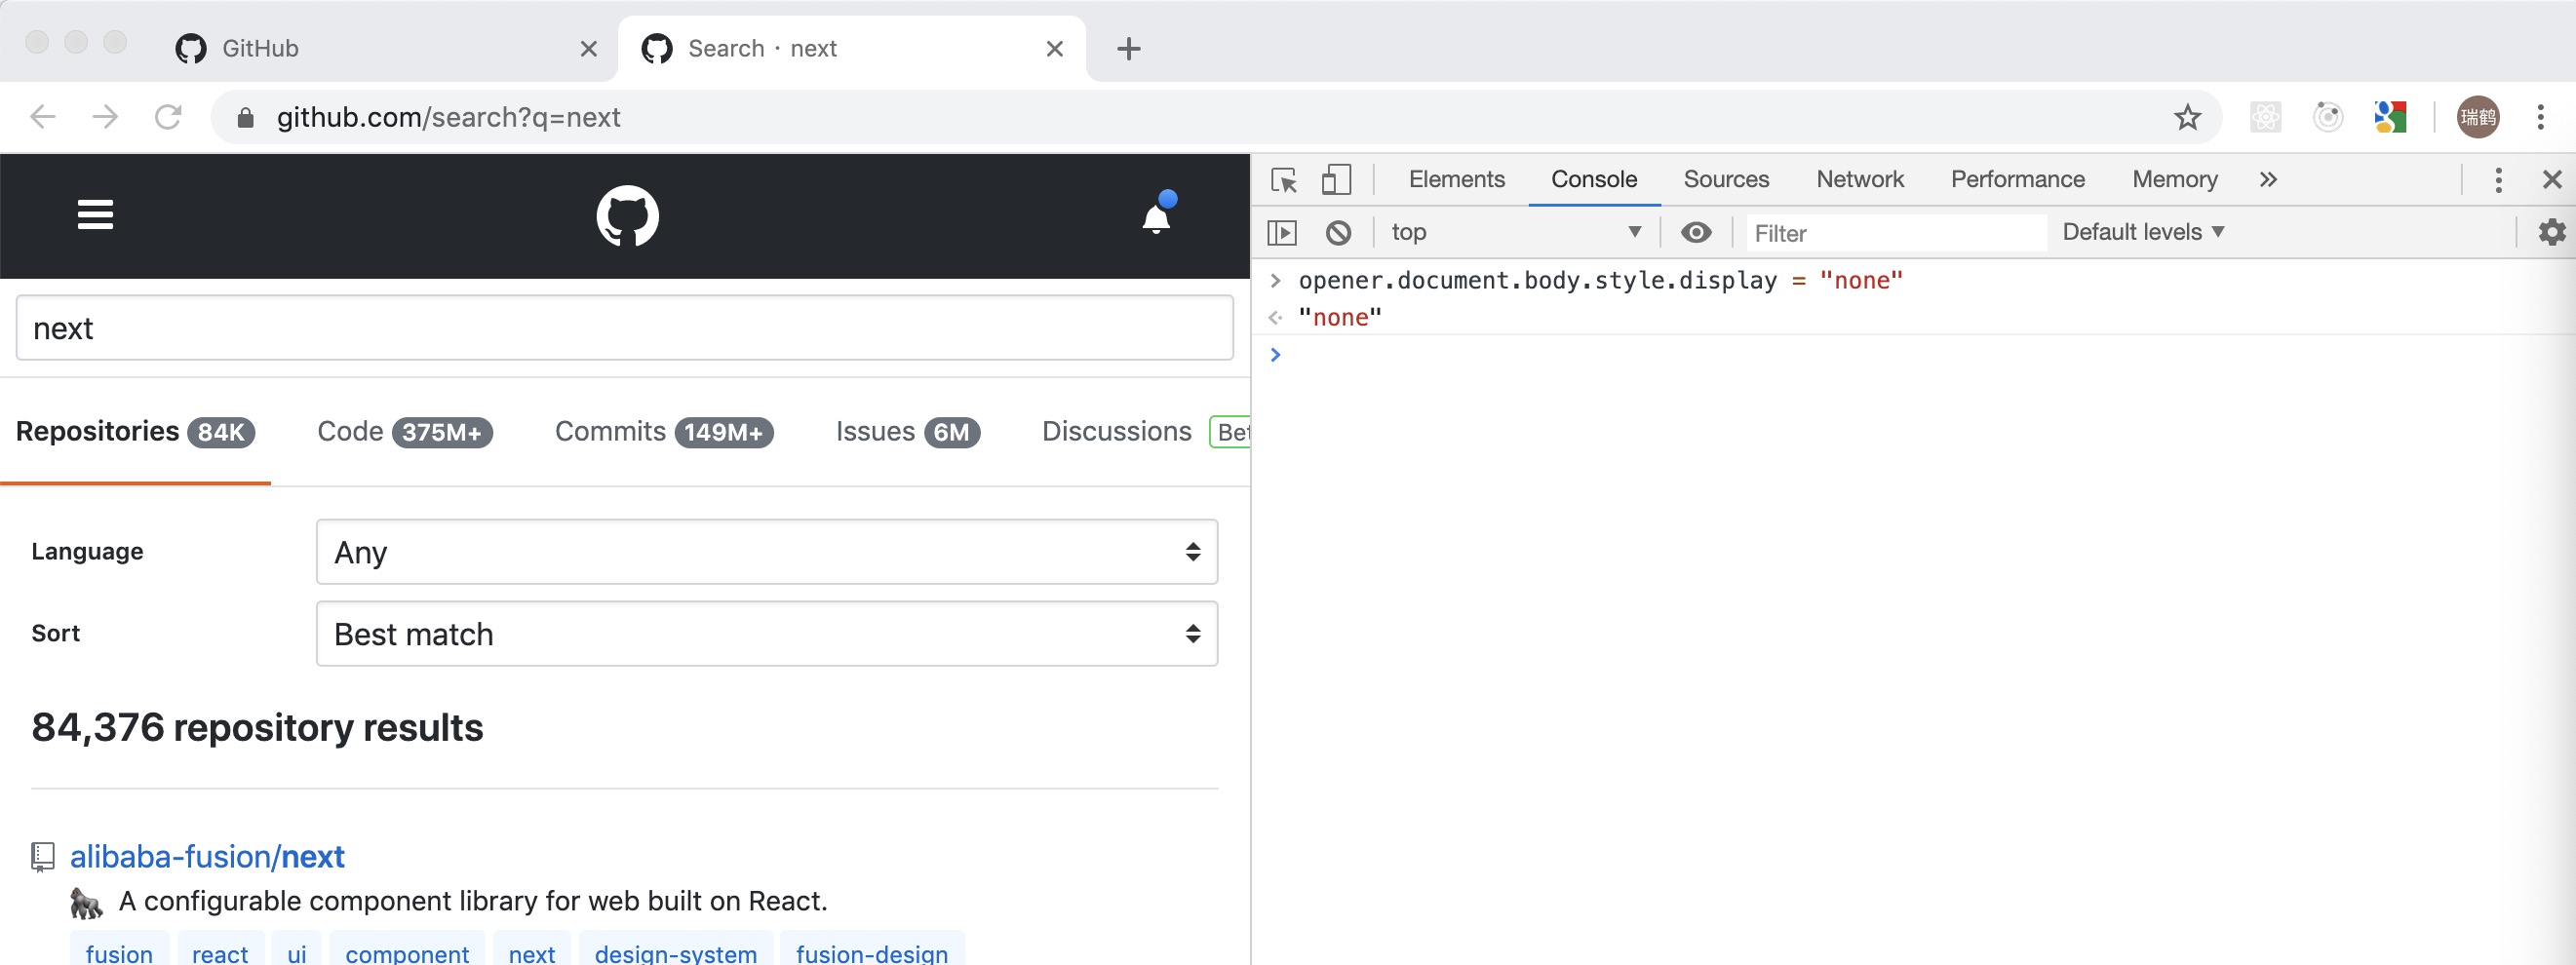 GitHub
Search · next
github.com/search?q=next
瑞鹤
Elements Console Sources Network Performance Memory
top Filter Default levels
opener.document.body.style.display = "none"
"none"
next
Repositories 84K Code 375M+ Commits 149M+ Issues 6M Discussions Bet
Language Any
Sort Best match
84,376 repository results
alibaba-fusion/next
A configurable component library for web built on React.
fusion react ui component next design-system fusion-design